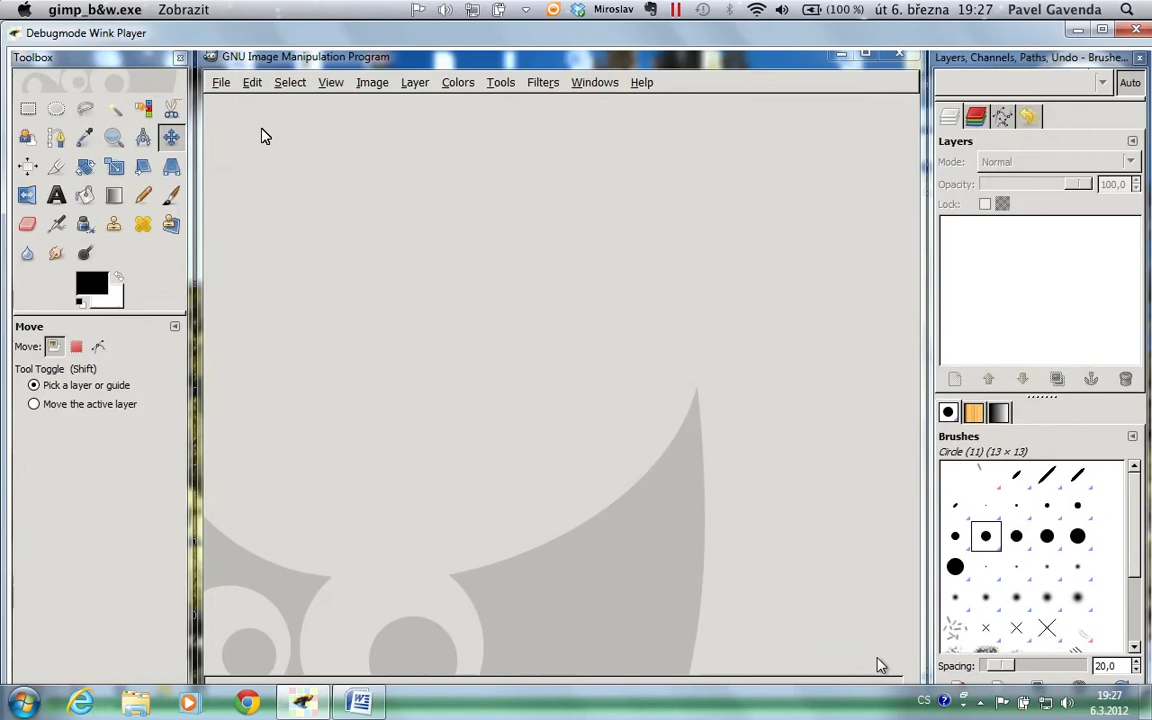 gimp_b&w.exe Zobrazit Miroslav (100 %) út 6. března 19:27 Pavel Gavenda
Debugmode Wink Player
Toolbox
GNU Image Manipulation Program
Layers, Channels, Paths, Undo - Brushe...
File Edit Select View Image Layer Colors Tools Filters Windows Help
Auto
Layers
Mode: Normal
Opacity: 100,0
Lock:
Move
Move:
Tool Toggle (Shift)
Pick a layer or guide
Move the active layer
Brushes
Circle (11) (13 × 13)
Spacing: 20,0
CS
19:27
6.3.2012